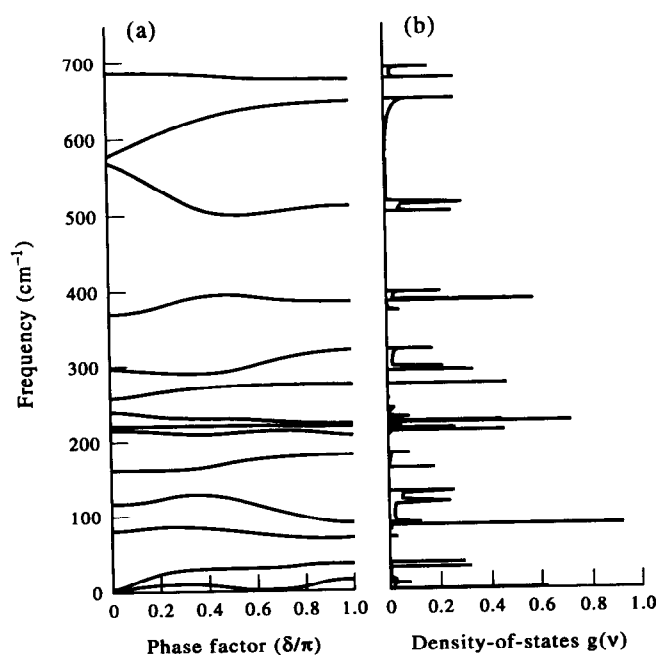 (a)
(b)
700
600
500
400
300
200
100
0
Frequency (cm⁻¹)
0 0.2 0.4 0.6 0.8 1.0
0 0.2 0.4 0.6 0.8 1.0
Phase factor (δ/π)
Density-of-states g(ν)